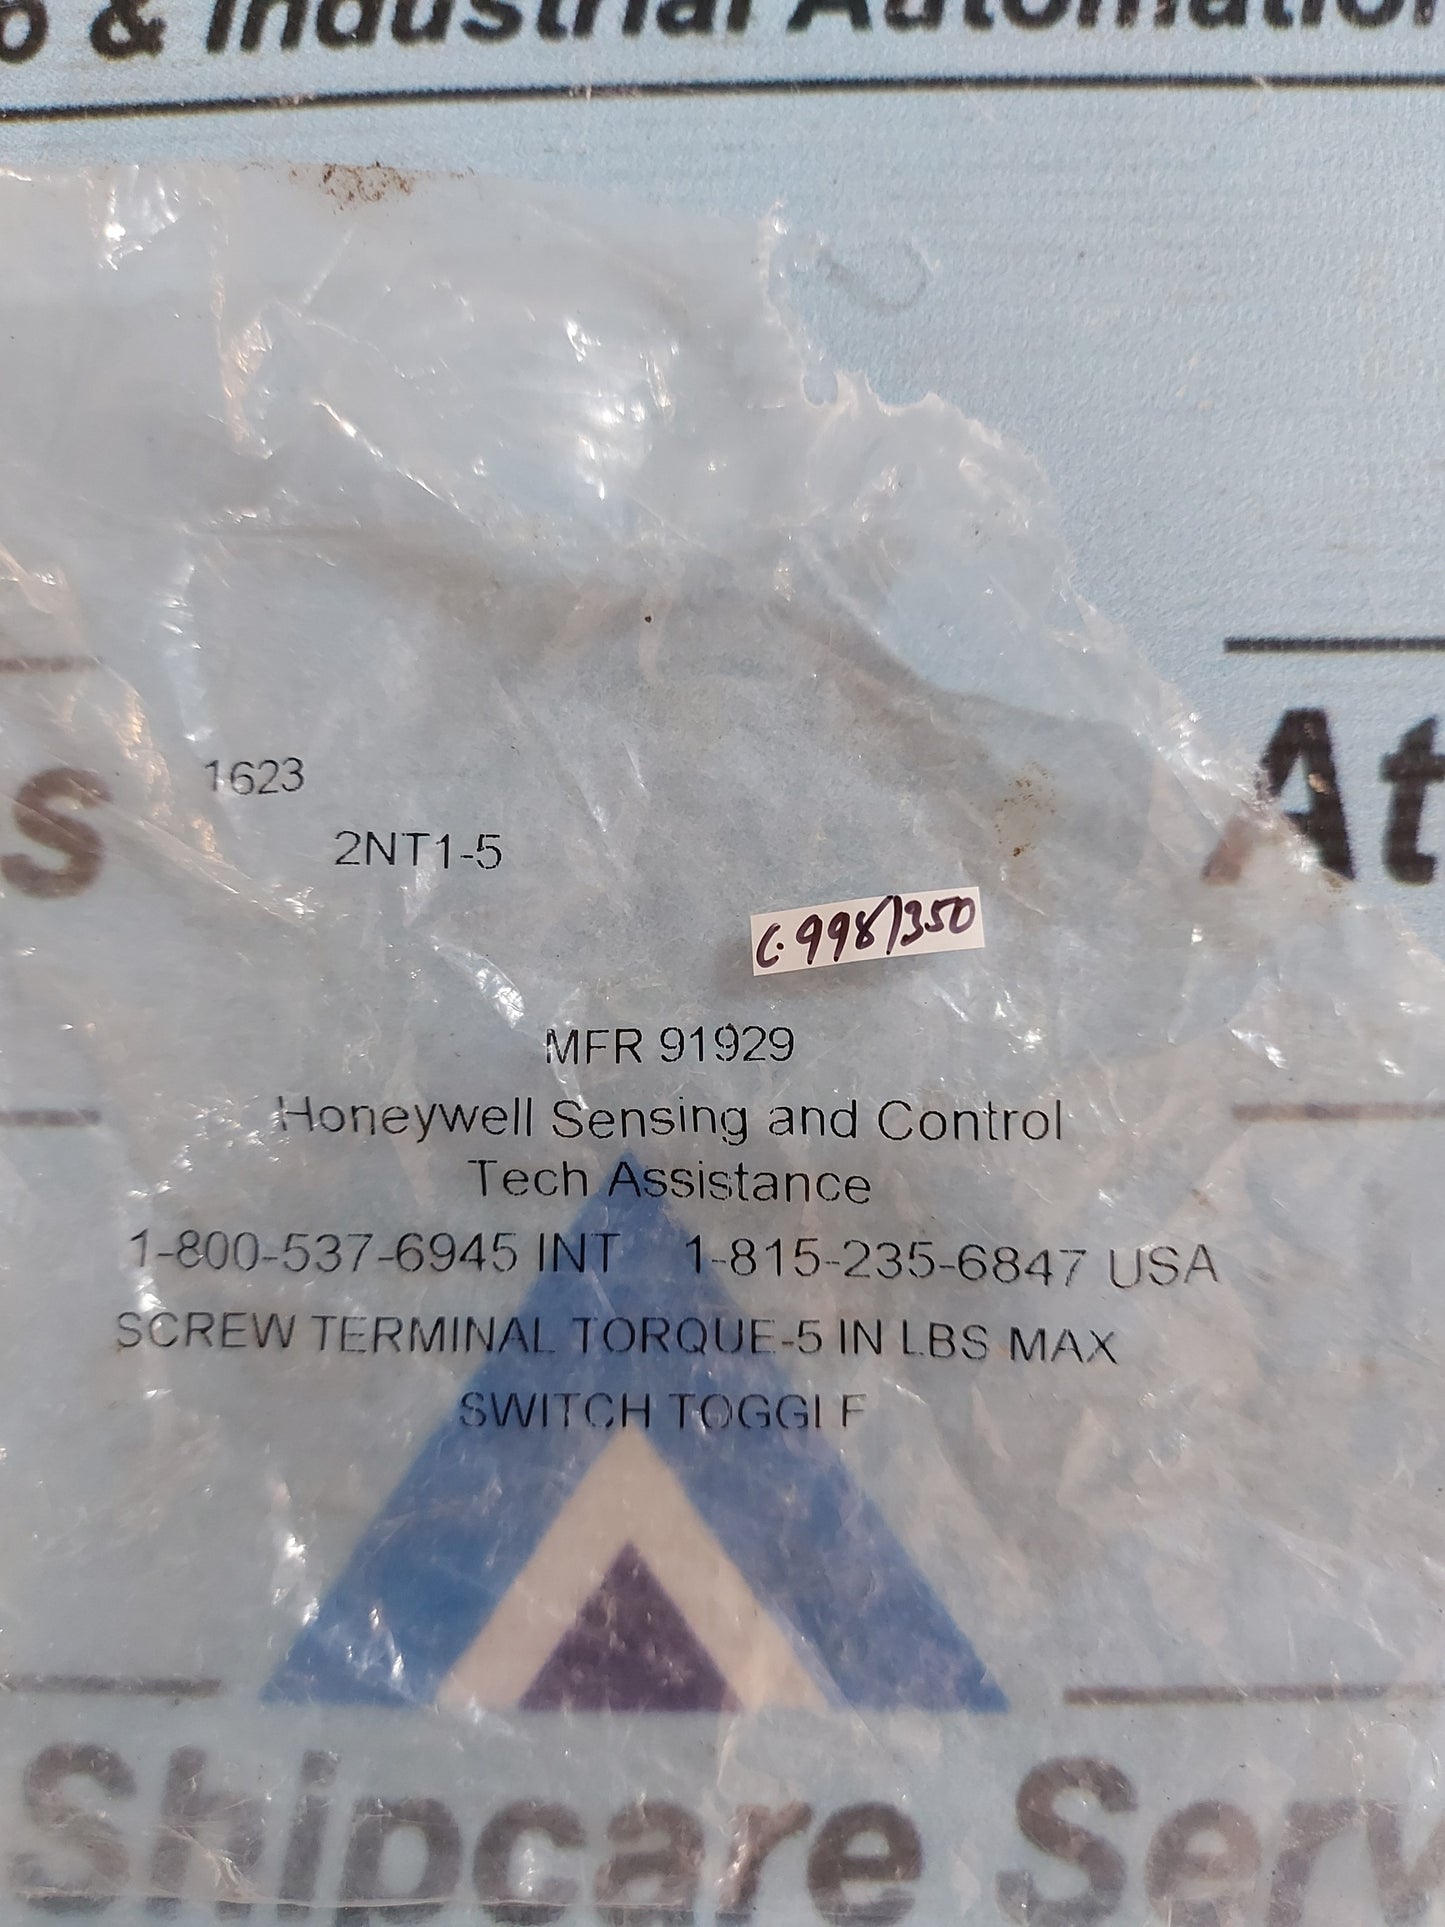 & Industrial Automation
s
At
1623
2NT1-5
C.998/350
MFR 91929
Honeywell Sensing and Control
Tech Assistance
1-800-537-6945 INT 1-815-235-6847 USA
SCREW TERMINAL TORQUE-5 IN LBS MAX
SWITCH TOGGLE
Shipcare Serv